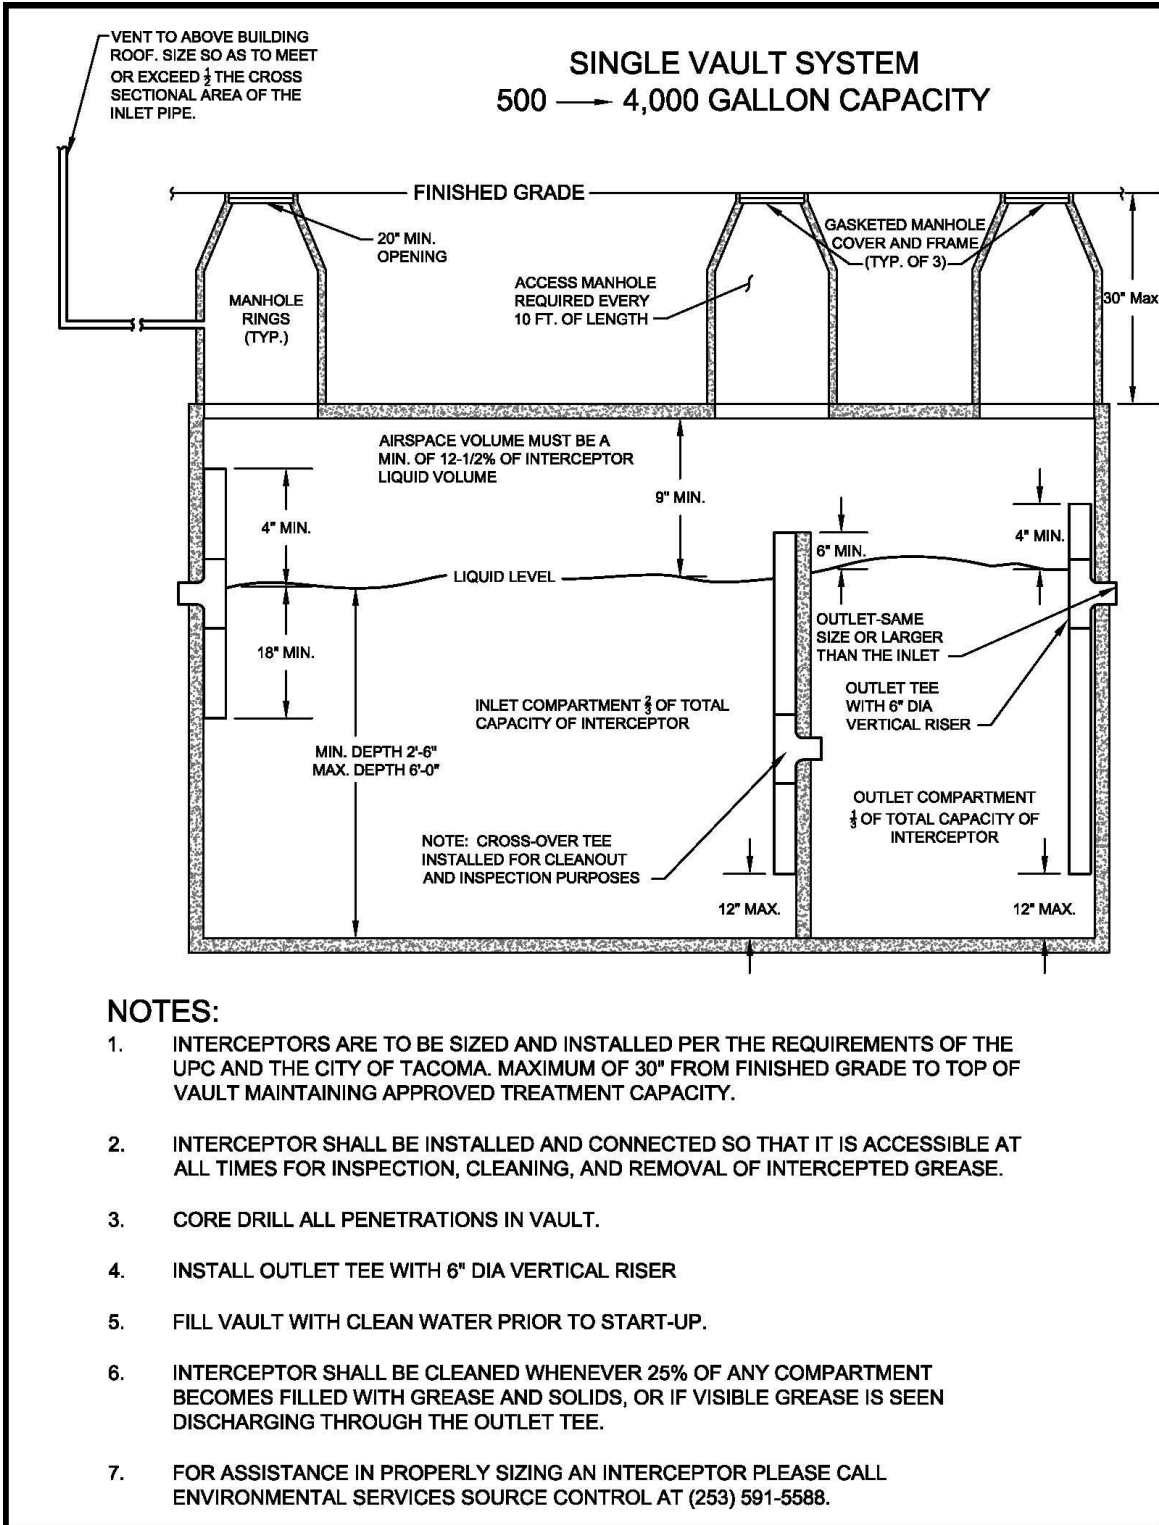 VENT TO ABOVE BUILDING
ROOF. SIZE SO AS TO MEET
OR EXCEED 1/2 THE CROSS
SECTIONAL AREA OF THE
INLET PIPE.
SINGLE VAULT SYSTEM
500 → 4,000 GALLON CAPACITY
FINISHED GRADE
20" MIN.
OPENING
GASKETED MANHOLE
COVER AND FRAME
(TYP. OF 3)
ACCESS MANHOLE
REQUIRED EVERY
10 FT. OF LENGTH
MANHOLE
RINGS
(TYP.)
30" Max
AIRSPACE VOLUME MUST BE A
MIN. OF 12-1/2% OF INTERCEPTOR
LIQUID VOLUME
9" MIN.
4" MIN.
6" MIN.
4" MIN.
LIQUID LEVEL
18" MIN.
OUTLET-SAME
SIZE OR LARGER
THAN THE INLET
OUTLET TEE
WITH 6" DIA
VERTICAL RISER
INLET COMPARTMENT 2/3 OF TOTAL
CAPACITY OF INTERCEPTOR
MIN. DEPTH 2'-6"
MAX. DEPTH 6'-0"
OUTLET COMPARTMENT
1/3 OF TOTAL CAPACITY OF
INTERCEPTOR
NOTE: CROSS-OVER TEE
INSTALLED FOR CLEANOUT
AND INSPECTION PURPOSES
12" MAX.
12" MAX.
NOTES:
1. INTERCEPTORS ARE TO BE SIZED AND INSTALLED PER THE REQUIREMENTS OF THE
UPC AND THE CITY OF TACOMA. MAXIMUM OF 30" FROM FINISHED GRADE TO TOP OF
VAULT MAINTAINING APPROVED TREATMENT CAPACITY.
2. INTERCEPTOR SHALL BE INSTALLED AND CONNECTED SO THAT IT IS ACCESSIBLE AT
ALL TIMES FOR INSPECTION, CLEANING, AND REMOVAL OF INTERCEPTED GREASE.
3. CORE DRILL ALL PENETRATIONS IN VAULT.
4. INSTALL OUTLET TEE WITH 6" DIA VERTICAL RISER
5. FILL VAULT WITH CLEAN WATER PRIOR TO START-UP.
6. INTERCEPTOR SHALL BE CLEANED WHENEVER 25% OF ANY COMPARTMENT
BECOMES FILLED WITH GREASE AND SOLIDS, OR IF VISIBLE GREASE IS SEEN
DISCHARGING THROUGH THE OUTLET TEE.
7. FOR ASSISTANCE IN PROPERLY SIZING AN INTERCEPTOR PLEASE CALL
ENVIRONMENTAL SERVICES SOURCE CONTROL AT (253) 591-5588.